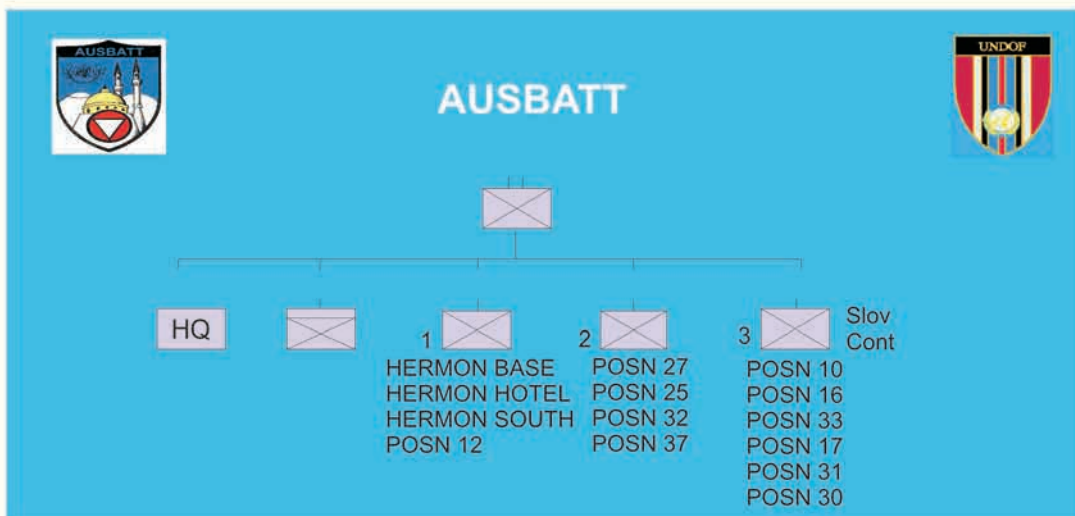 AUSBATT
UNDOF
AUSBATT
HQ
1
HERMON BASE
HERMON HOTEL
HERMON SOUTH
POSN 12
2
POSN 27
POSN 25
POSN 32
POSN 37
3
Slov
Cont
POSN 10
POSN 16
POSN 33
POSN 17
POSN 31
POSN 30